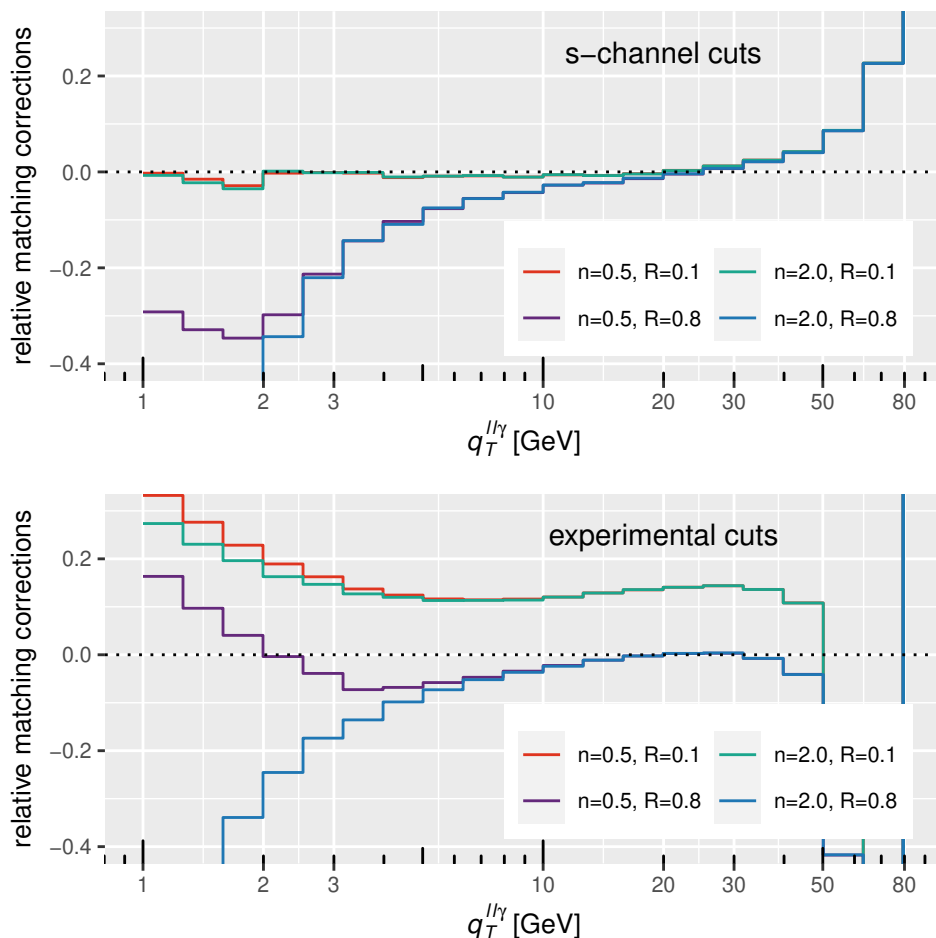 relative matching corrections
0.2
0.0
−0.2
−0.4
s−channel cuts
n=0.5, R=0.1 n=2.0, R=0.1
n=0.5, R=0.8 n=2.0, R=0.8
1 2 3 10 20 30 50 80
q_T^{llγ} [GeV]
relative matching corrections
0.2
0.0
−0.2
−0.4
experimental cuts
n=0.5, R=0.1 n=2.0, R=0.1
n=0.5, R=0.8 n=2.0, R=0.8
1 2 3 10 20 30 50 80
q_T^{llγ} [GeV]